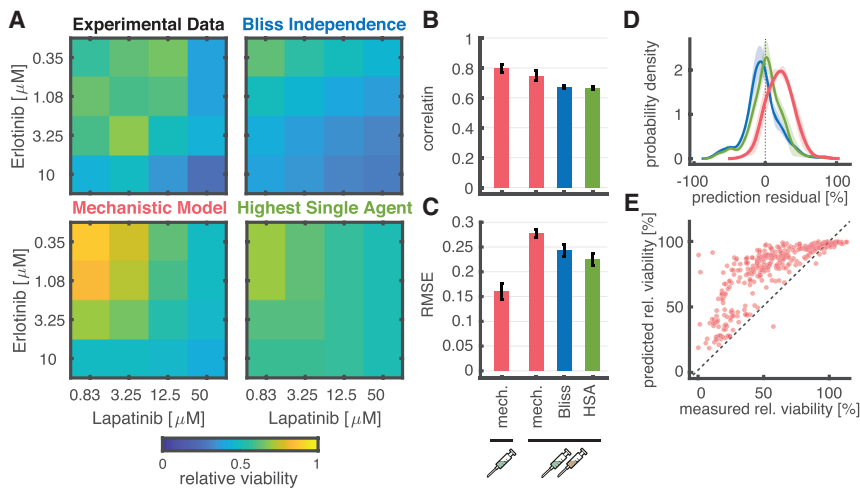 A
Experimental Data
Bliss Independence
0.35
1.08
3.25
10
Erlotinib [μM]
Mechanistic Model
Highest Single Agent
0.35
1.08
3.25
10
Erlotinib [μM]
0.83 3.25 12.5 50
0.83 3.25 12.5 50
Lapatinib [μM]
Lapatinib [μM]
0 0.5 1
relative viability
B
1
0.8
0.6
0.4
0.2
0
correlatin
C
0.3
0.25
0.2
0.15
0.1
0.05
0
RMSE
mech.
mech.
Bliss
HSA
D
2
1
0
probability density
-100 0 100
prediction residual [%]
E
100
50
0
predicted rel. viability [%]
0 50 100
measured rel. viability [%]